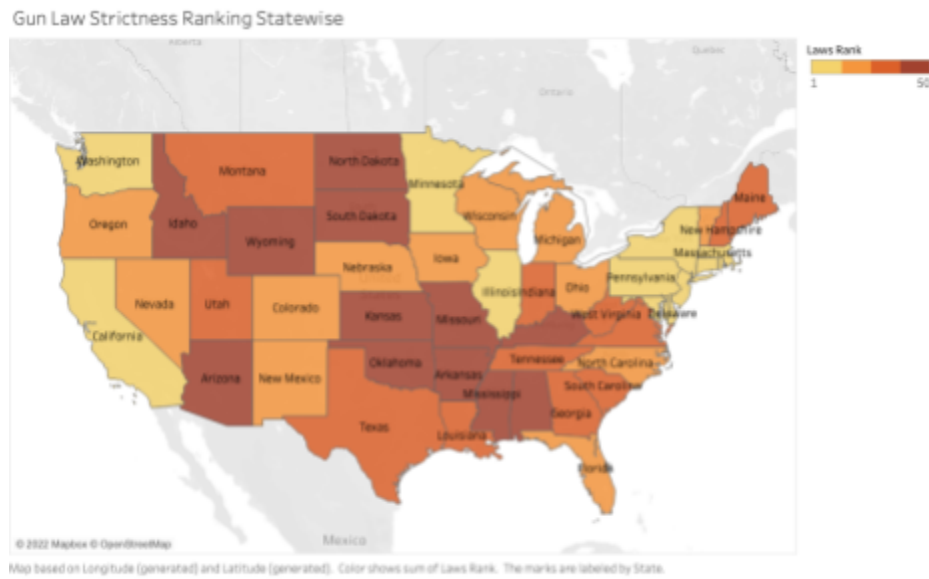 Gun Law Strictness Ranking Statewise
Alberta
Quebec
Ontario
Laws Rank
1
50
Washington
Montana
North Dakota
Minnesota
Maine
Oregon
Idaho
South Dakota
Wisconsin
New Hampshire
Wyoming
Michigan
Massachusetts
Nebraska
Iowa
Pennsylvania
Nevada
Utah
Colorado
Illinois
Indiana
Ohio
California
Kansas
Missouri
West Virginia
Delaware
Arizona
New Mexico
Oklahoma
Arkansas
Tennessee
North Carolina
Mississippi
South Carolina
Georgia
Texas
Louisiana
Florida
Mexico
© 2022 Mapbox © OpenStreetMap
Map based on Longitude (generated) and Latitude (generated). Color shows sum of Laws Rank. The marks are labeled by State.